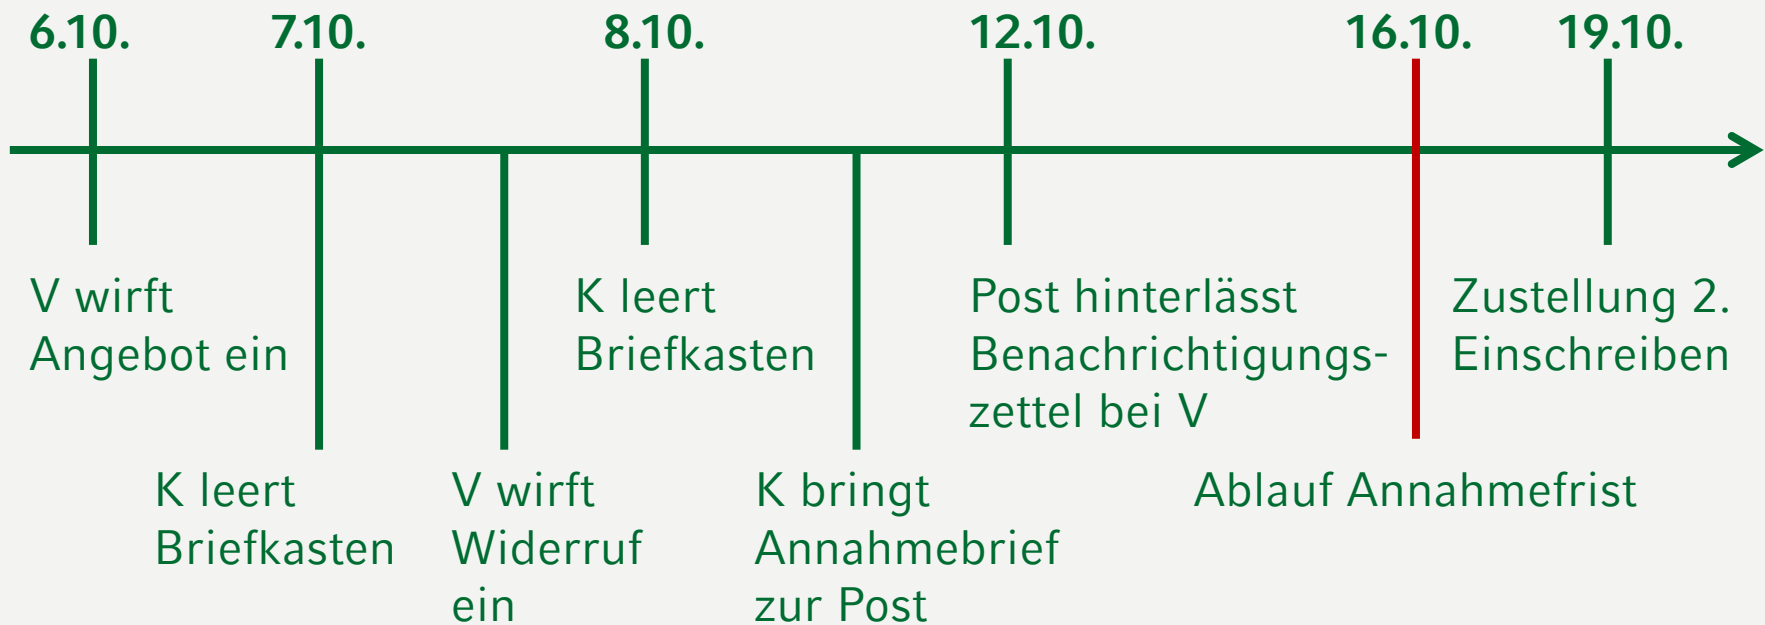 6.10.
7.10.
8.10.
12.10.
16.10.
19.10.
V wirft
Angebot ein
K leert
Briefkasten
Post hinterlässt
Benachrichtigungs-
zettel bei V
Zustellung 2.
Einschreiben
K leert
Briefkasten
V wirft
Widerruf
ein
K bringt
Annahmebrief
zur Post
Ablauf Annahmefrist